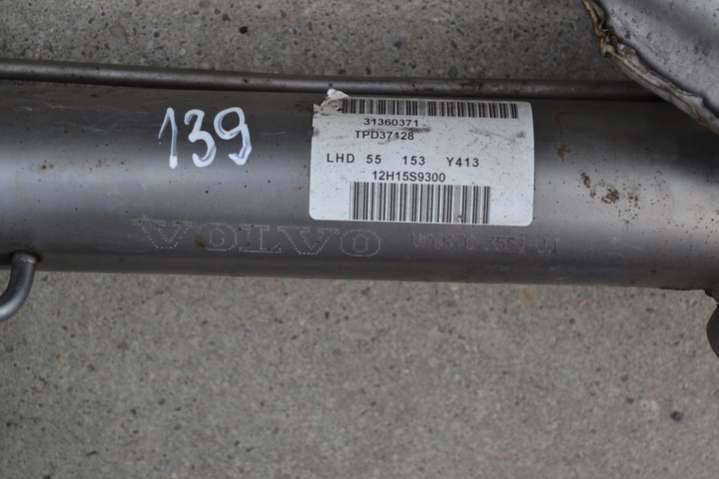 139
31360371
TPD37128
LHD 55 153 Y413
12H15S9300
VOLVO